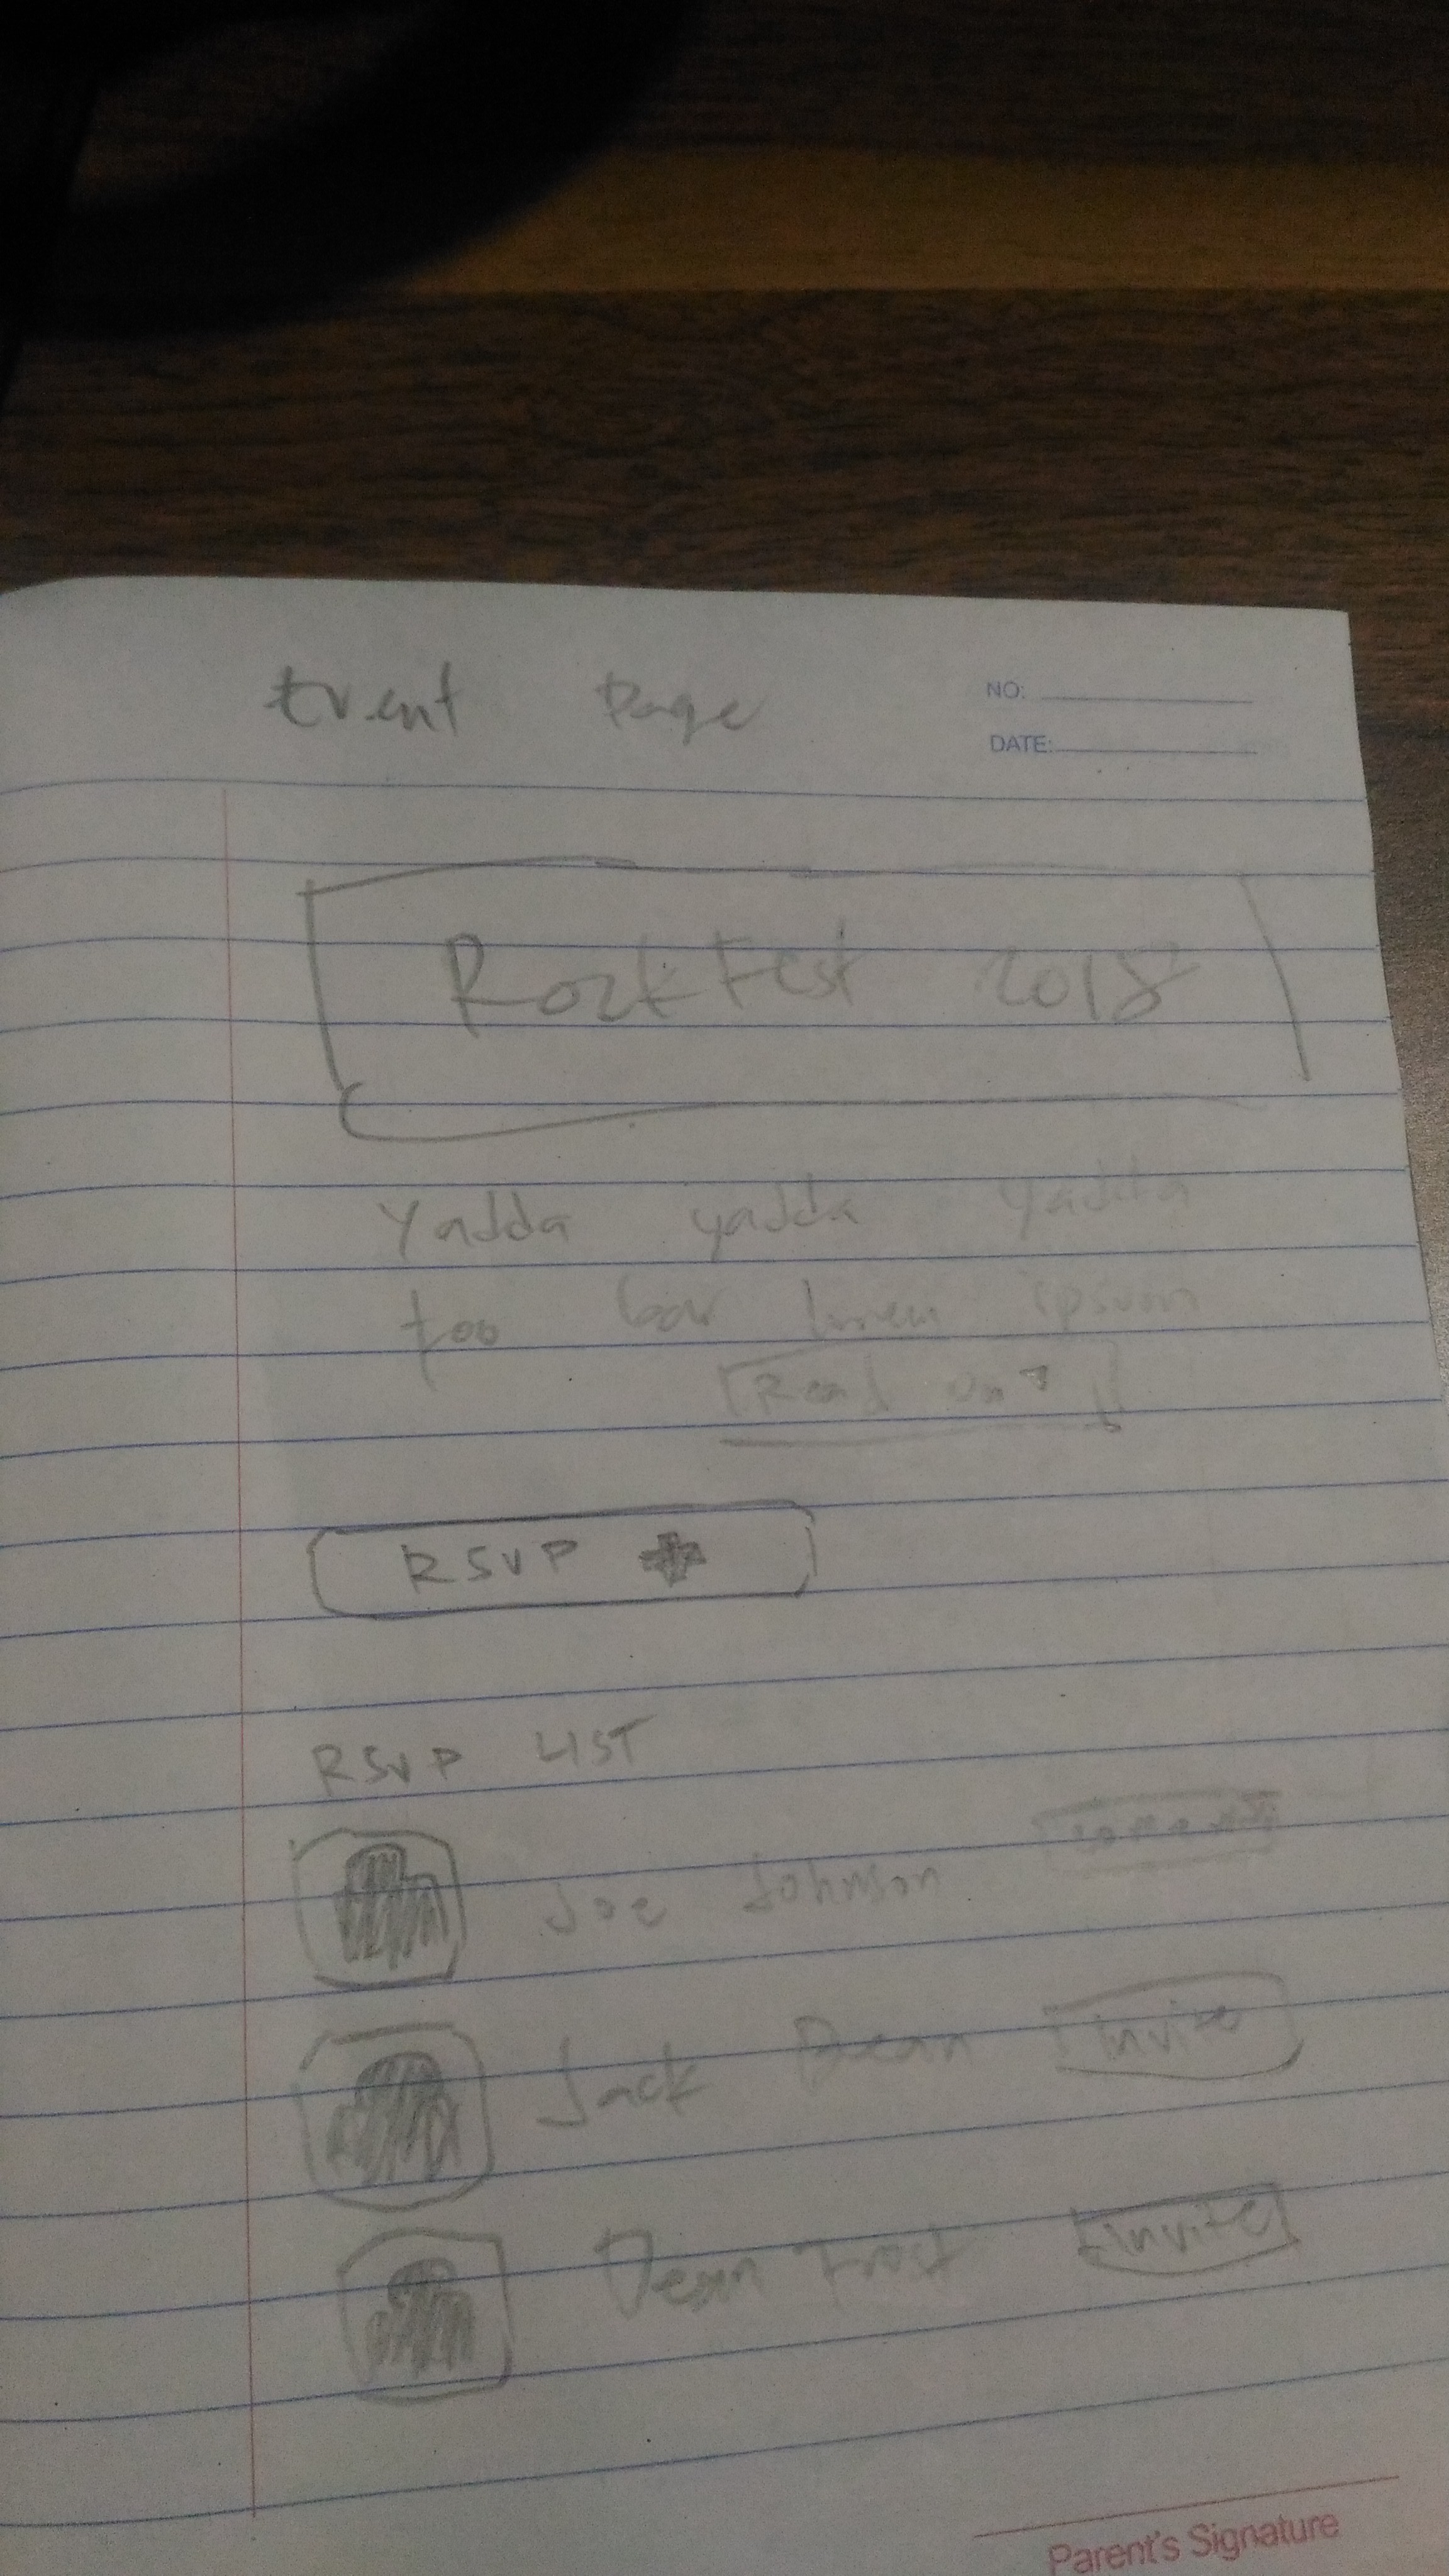 Event Page
NO:
DATE:
RockFest 2018
Yadda yadda yadda
foo bar lorem ipsum
Read on
RSVP
RSVP LIST
Joe Johnson
Jack Dean invite
Dean Frost invite
Parent's Signature